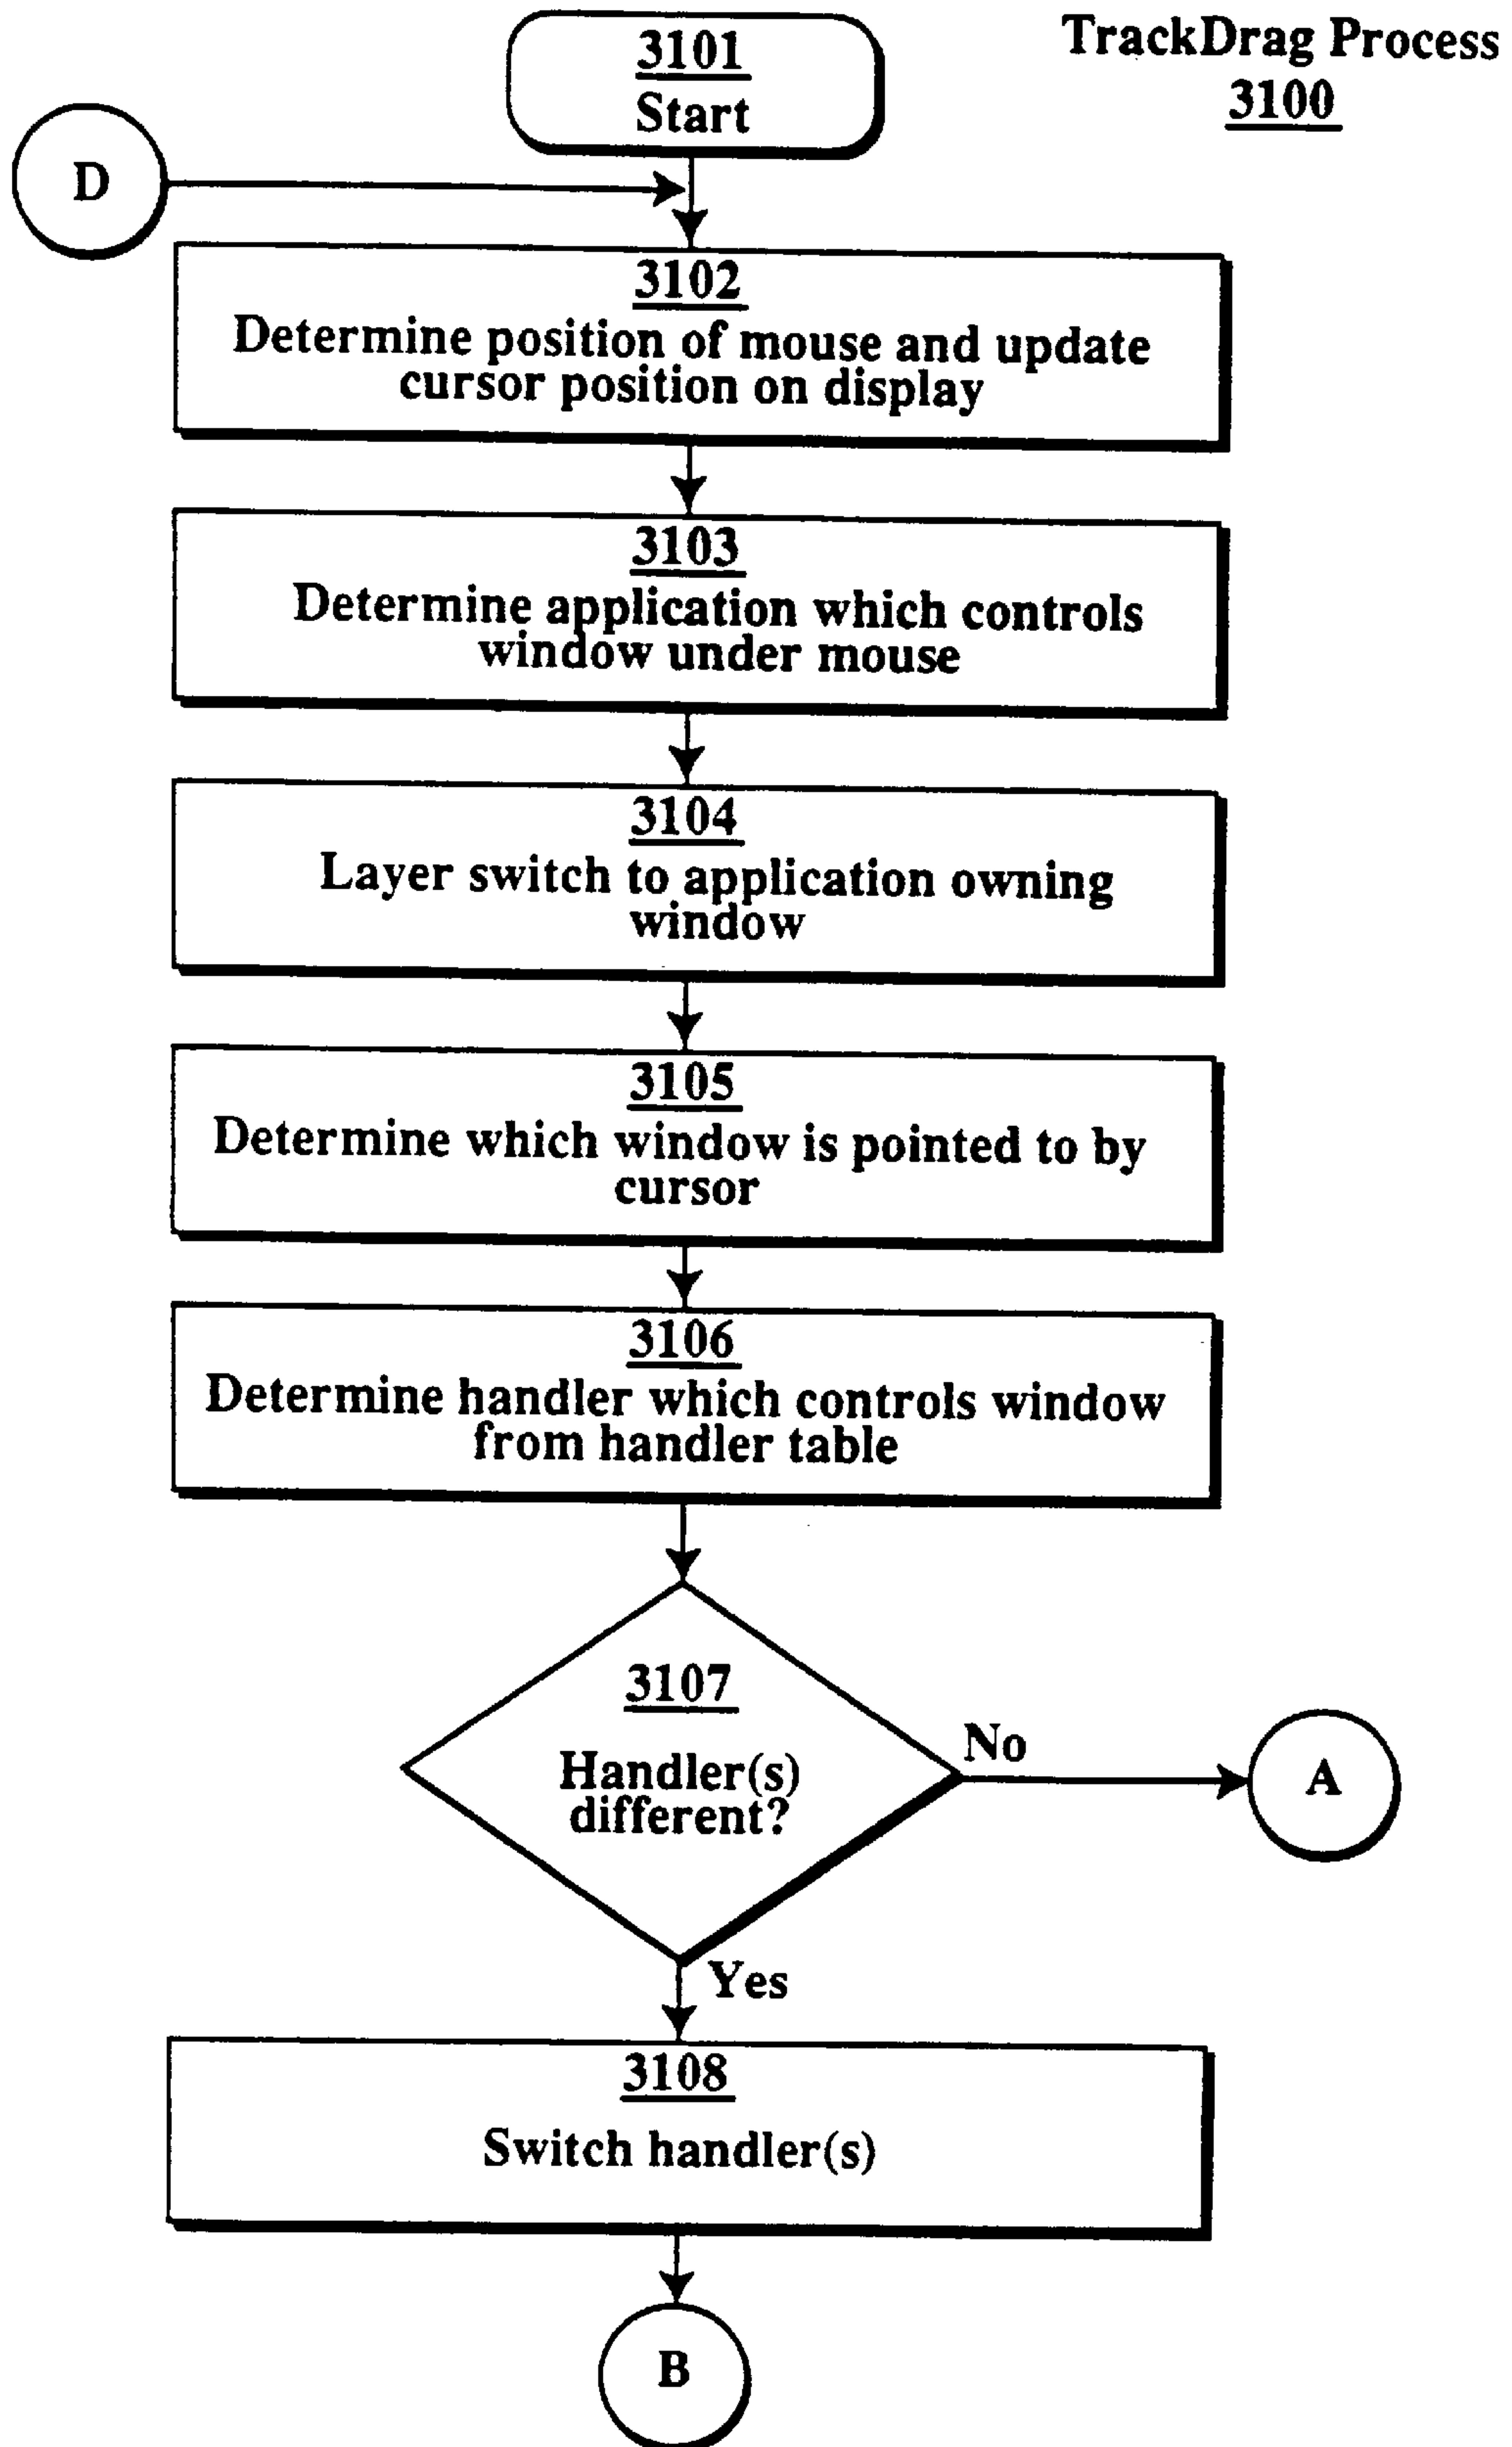 TrackDrag Process
3100
3101
Start
D
3102
Determine position of mouse and update
cursor position on display
3103
Determine application which controls
window under mouse
3104
Layer switch to application owning
window
3105
Determine which window is pointed to by
cursor
3106
Determine handler which controls window
from handler table
3107
Handler(s)
different?
No
A
Yes
3108
Switch handler(s)
B